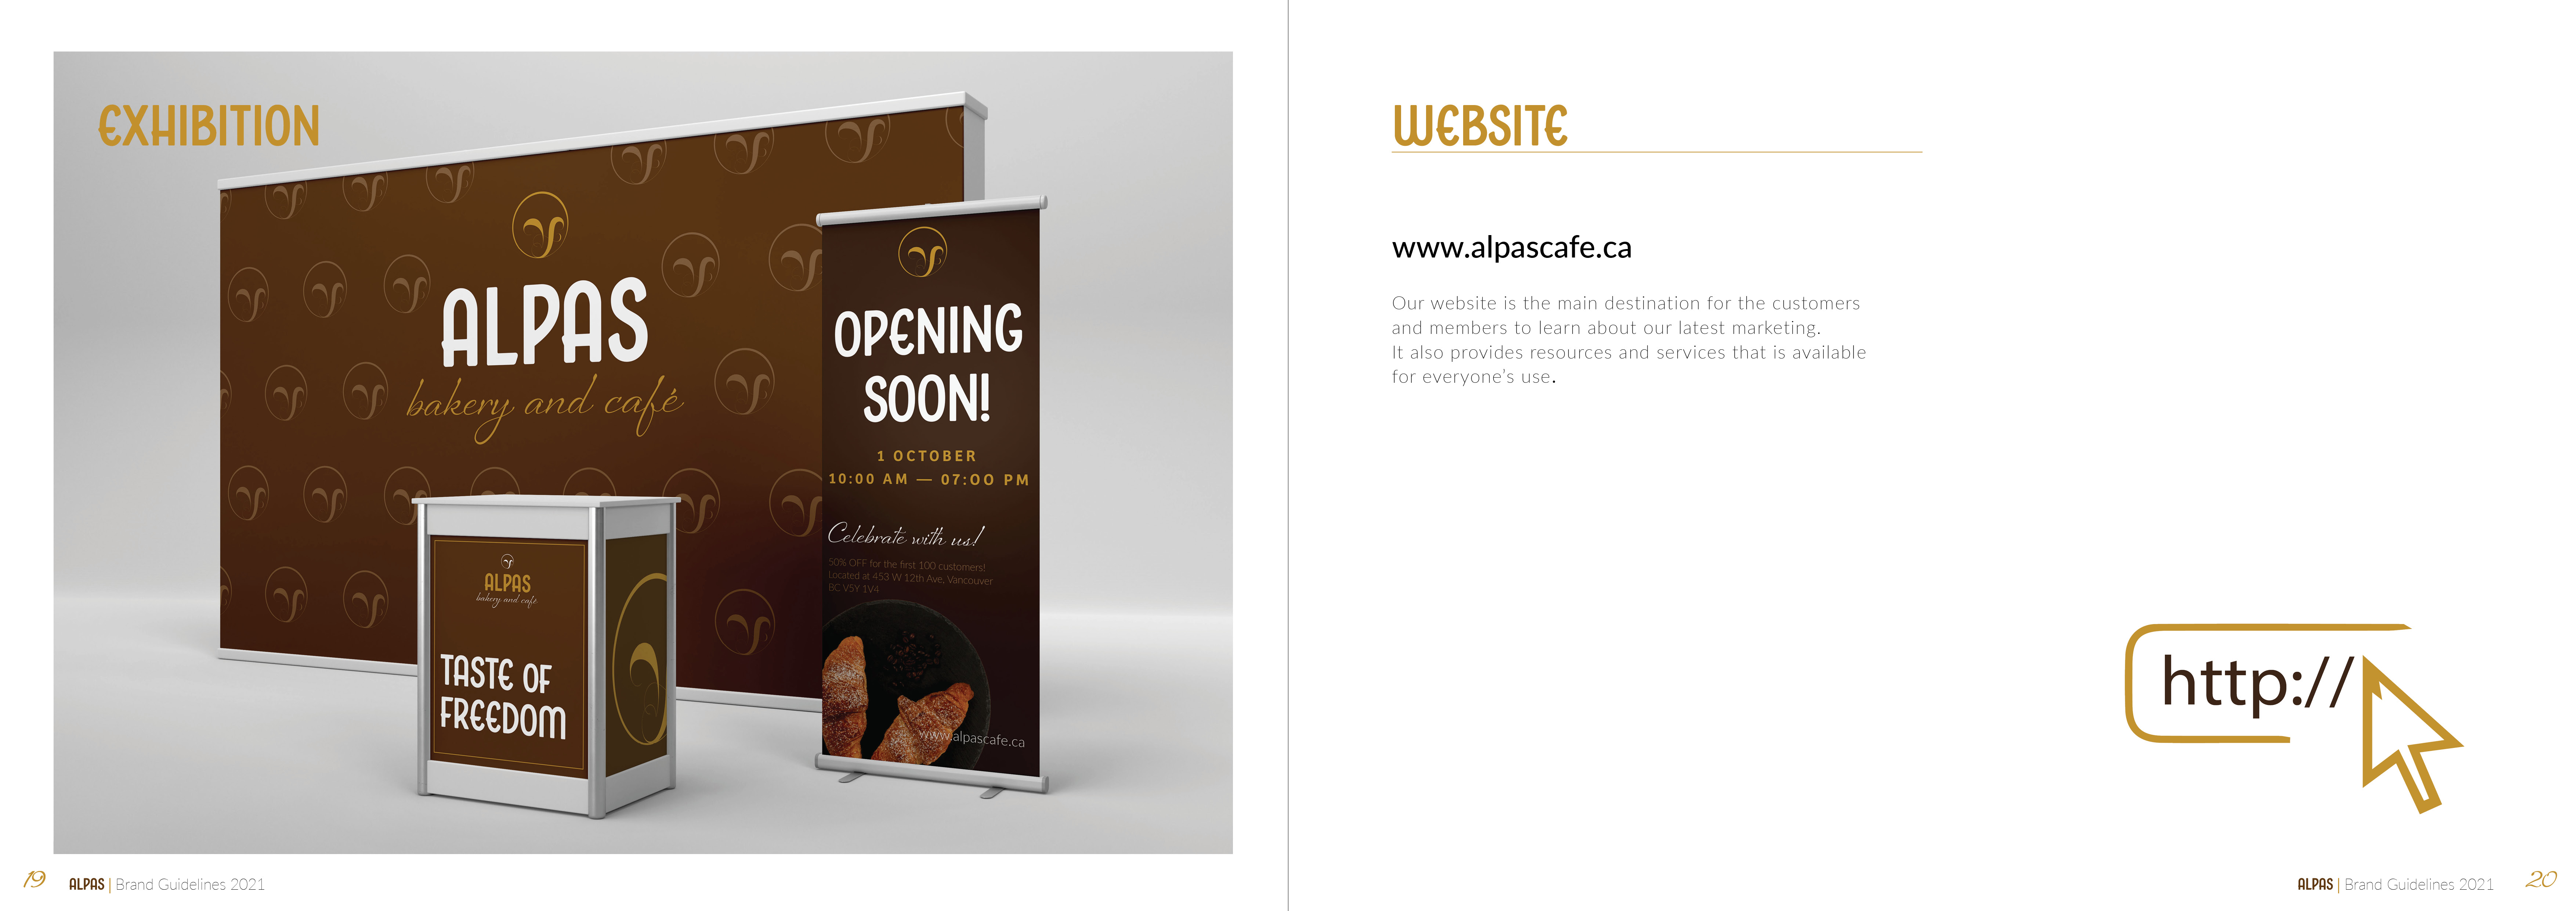 EXHIBITION
ALPAS
bakery and café
OPENING
SOON!
1 OCTOBER
10:00 AM — 07:OO PM
Celebrate with us!
50% OFF for the first 100 customers!
Located at 453 W 12th Ave, Vancouver
BC V5Y 1V4
www.alpascafe.ca
ALPAS
bakery and café
TASTE OF
FREEDOM
19 ALPAS | Brand Guidelines 2021
WEBSITE
www.alpascafe.ca
Our website is the main destination for the customers
and members to learn about our latest marketing.
It also provides resources and services that is available
for everyone’s use.
http://
ALPAS | Brand Guidelines 2021 20